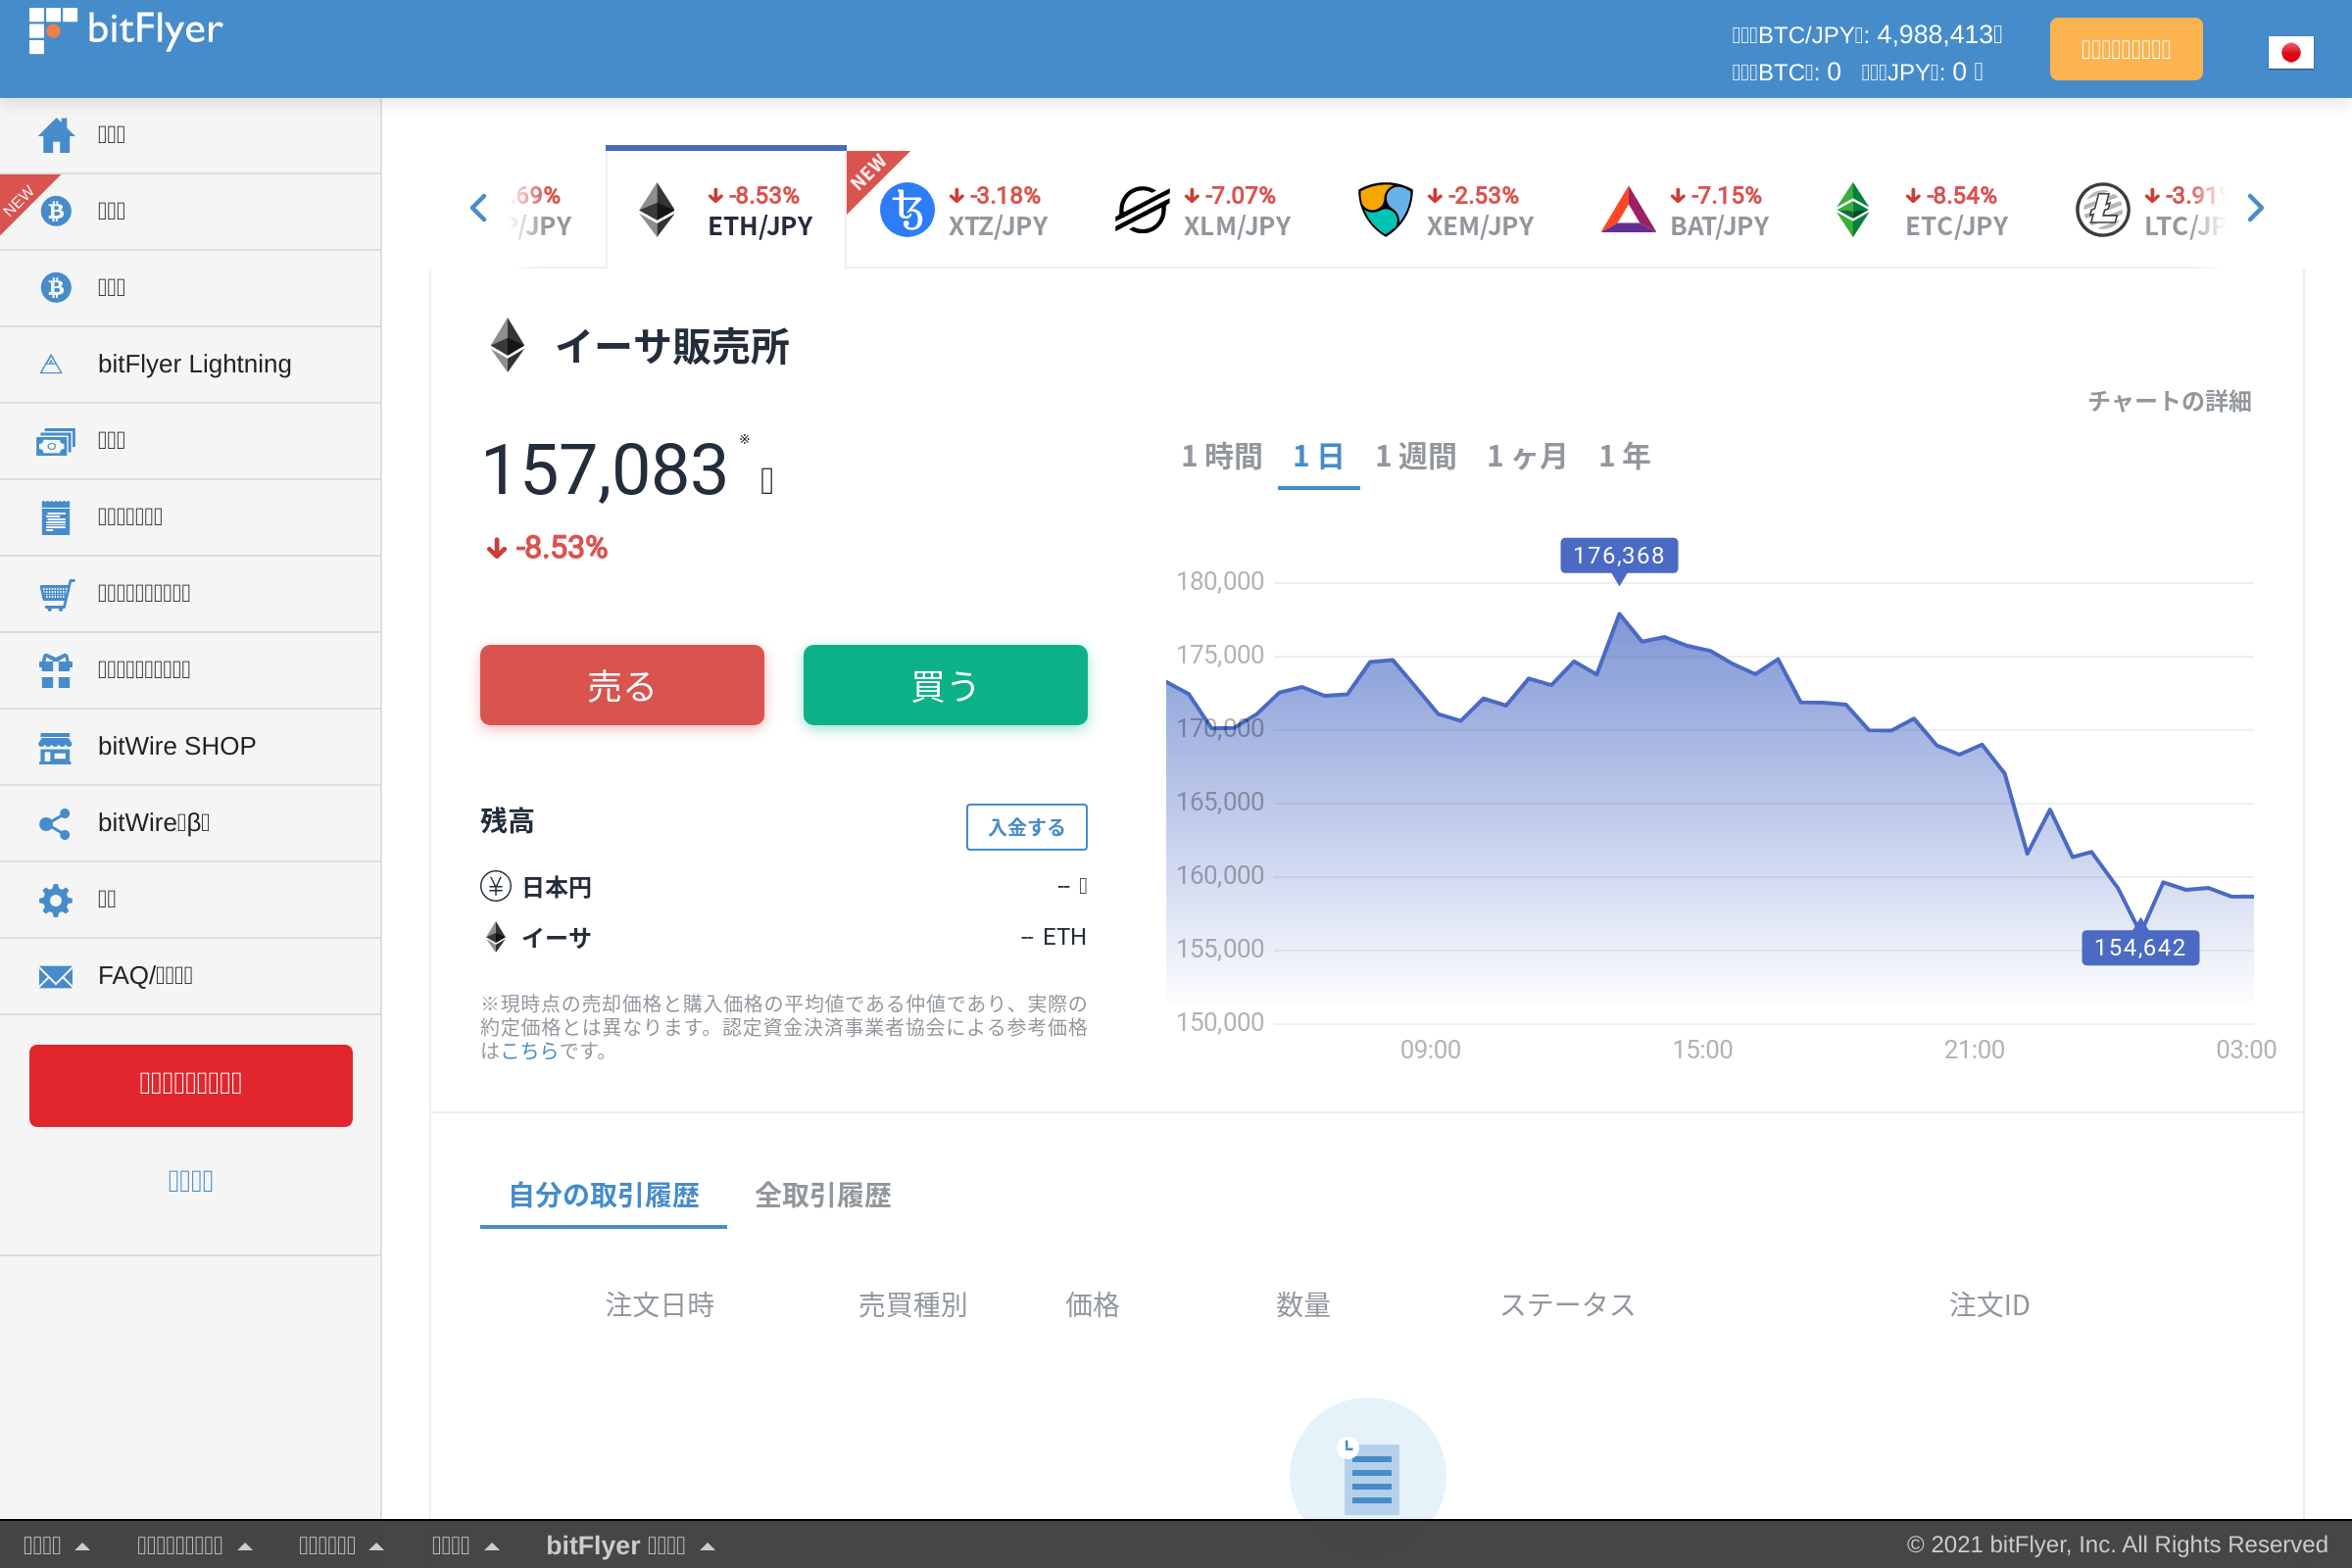 bitFlyer
BTC/JPY: 4,988,413
BTC: 0 JPY: 0
NEW
bitFlyer Lightning
bitWire SHOP
bitWire β
FAQ/
.69%
/JPY
-8.53%
ETH/JPY
NEW
-3.18%
XTZ/JPY
-7.07%
XLM/JPY
-2.53%
XEM/JPY
-7.15%
BAT/JPY
-8.54%
ETC/JPY
-3.91
LTC/JP
イーサ販売所
チャートの詳細
157,083 ※
-8.53%
1 時間 1 日 1 週間 1 ヶ月 1 年
売る 買う
残高 入金する
日本円 --
イーサ -- ETH
※現時点の売却価格と購入価格の平均値である仲値であり、実際の
約定価格とは異なります。認定資金決済事業者協会による参考価格
はこちらです。
176,368
180,000
175,000
170,000
165,000
160,000
155,000
154,642
150,000
09:00 15:00 21:00 03:00
自分の取引履歴 全取引履歴
注文日時 売買種別 価格 数量 ステータス 注文ID
bitFlyer
© 2021 bitFlyer, Inc. All Rights Reserved